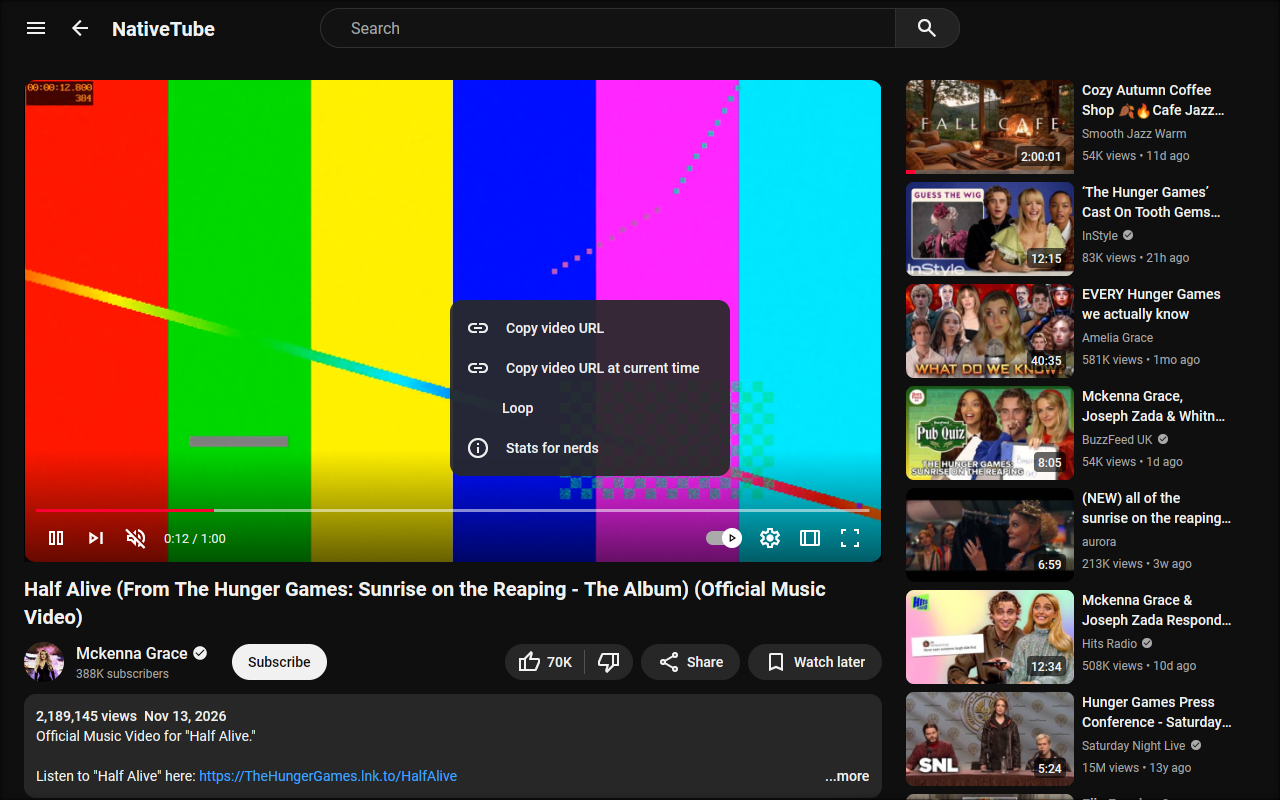 NativeTube
Search
00:00:12.800
384
Copy video URL
Copy video URL at current time
Loop
Stats for nerds
0:12 / 1:00
Half Alive (From The Hunger Games: Sunrise on the Reaping - The Album) (Official Music
Video)
Mckenna Grace
388K subscribers
Subscribe
70K
Share
Watch later
2,189,145 views Nov 13, 2026
Official Music Video for "Half Alive."
Listen to "Half Alive" here: https://TheHungerGames.lnk.to/HalfAlive
...more
FALL CAFE
2:00:01
Cozy Autumn Coffee
Shop 🍂🔥Cafe Jazz...
Smooth Jazz Warm
54K views • 11d ago
GUESS THE WIG
InStyle
12:15
‘The Hunger Games’
Cast On Tooth Gems...
InStyle
83K views • 21h ago
WHAT DO WE KNOW?
40:35
EVERY Hunger Games
we actually know
Amelia Grace
581K views • 1mo ago
Pub Quiz
THE HUNGER GAMES:
SUNRISE ON THE REAPING
8:05
Mckenna Grace,
Joseph Zada & Whitn...
BuzzFeed UK
54K views • 1d ago
6:59
(NEW) all of the
sunrise on the reaping...
aurora
213K views • 3w ago
Hits
12:34
Mckenna Grace &
Joseph Zada Respond...
Hits Radio
508K views • 10d ago
SNL
5:24
Hunger Games Press
Conference - Saturday...
Saturday Night Live
15M views • 13y ago